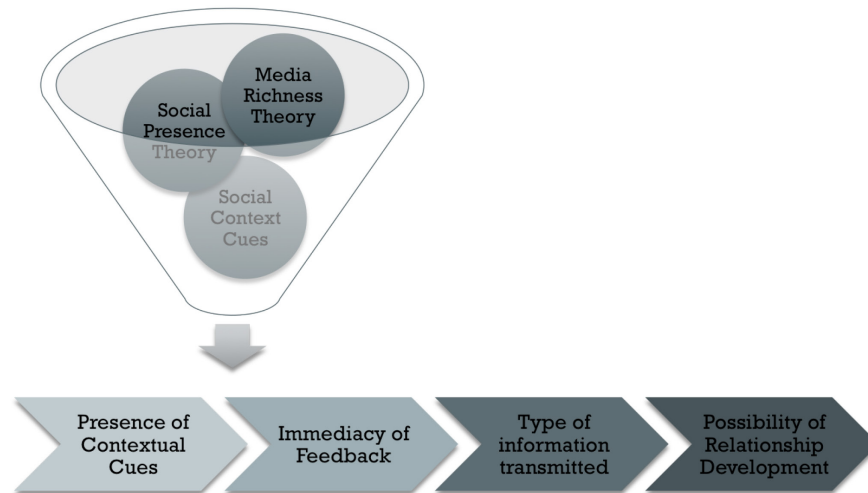 Media
Richness
Theory
Social
Presence
Theory
Social
Context
Cues
Presence of
Contextual
Cues
Immediacy of
Feedback
Type of
information
transmitted
Possibility of
Relationship
Development